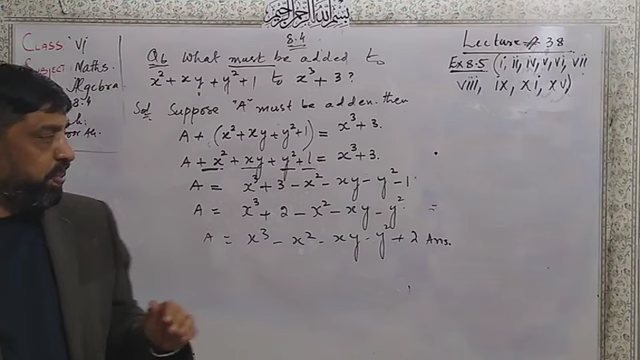 بسم اللہ الرحمن الرحیم
8.4
Class VI
Subject Maths.
Algebra
8.4
Q6 What must be added to
x²+xy+y²+1 to x³+3?
Sol Suppose "A" must be adden. then
A + (x²+xy+y²+1) = x³+3.
A + x²+xy+y²+1 = x³+3.
A = x³+3-x²-xy-y²-1.
A = x³+2-x²-xy-y². =
A = x³-x²-xy-y²+2 Ans.
Lecture # 38
Ex 8.5 (i, ii, iv, v, vi, vii
viii, ix, xi, xv)